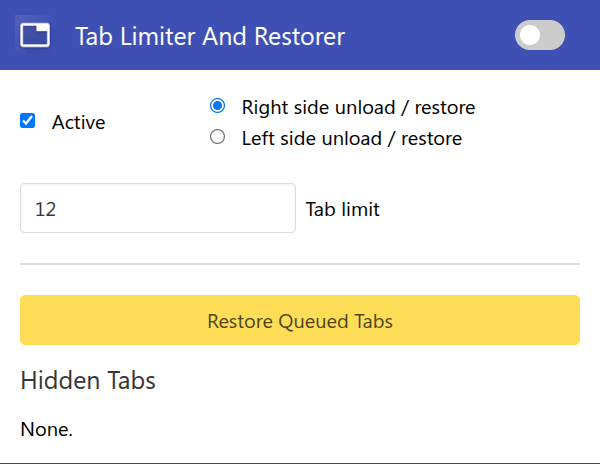 Tab Limiter And Restorer
Active
Right side unload / restore
Left side unload / restore
12
Tab limit
Restore Queued Tabs
Hidden Tabs
None.